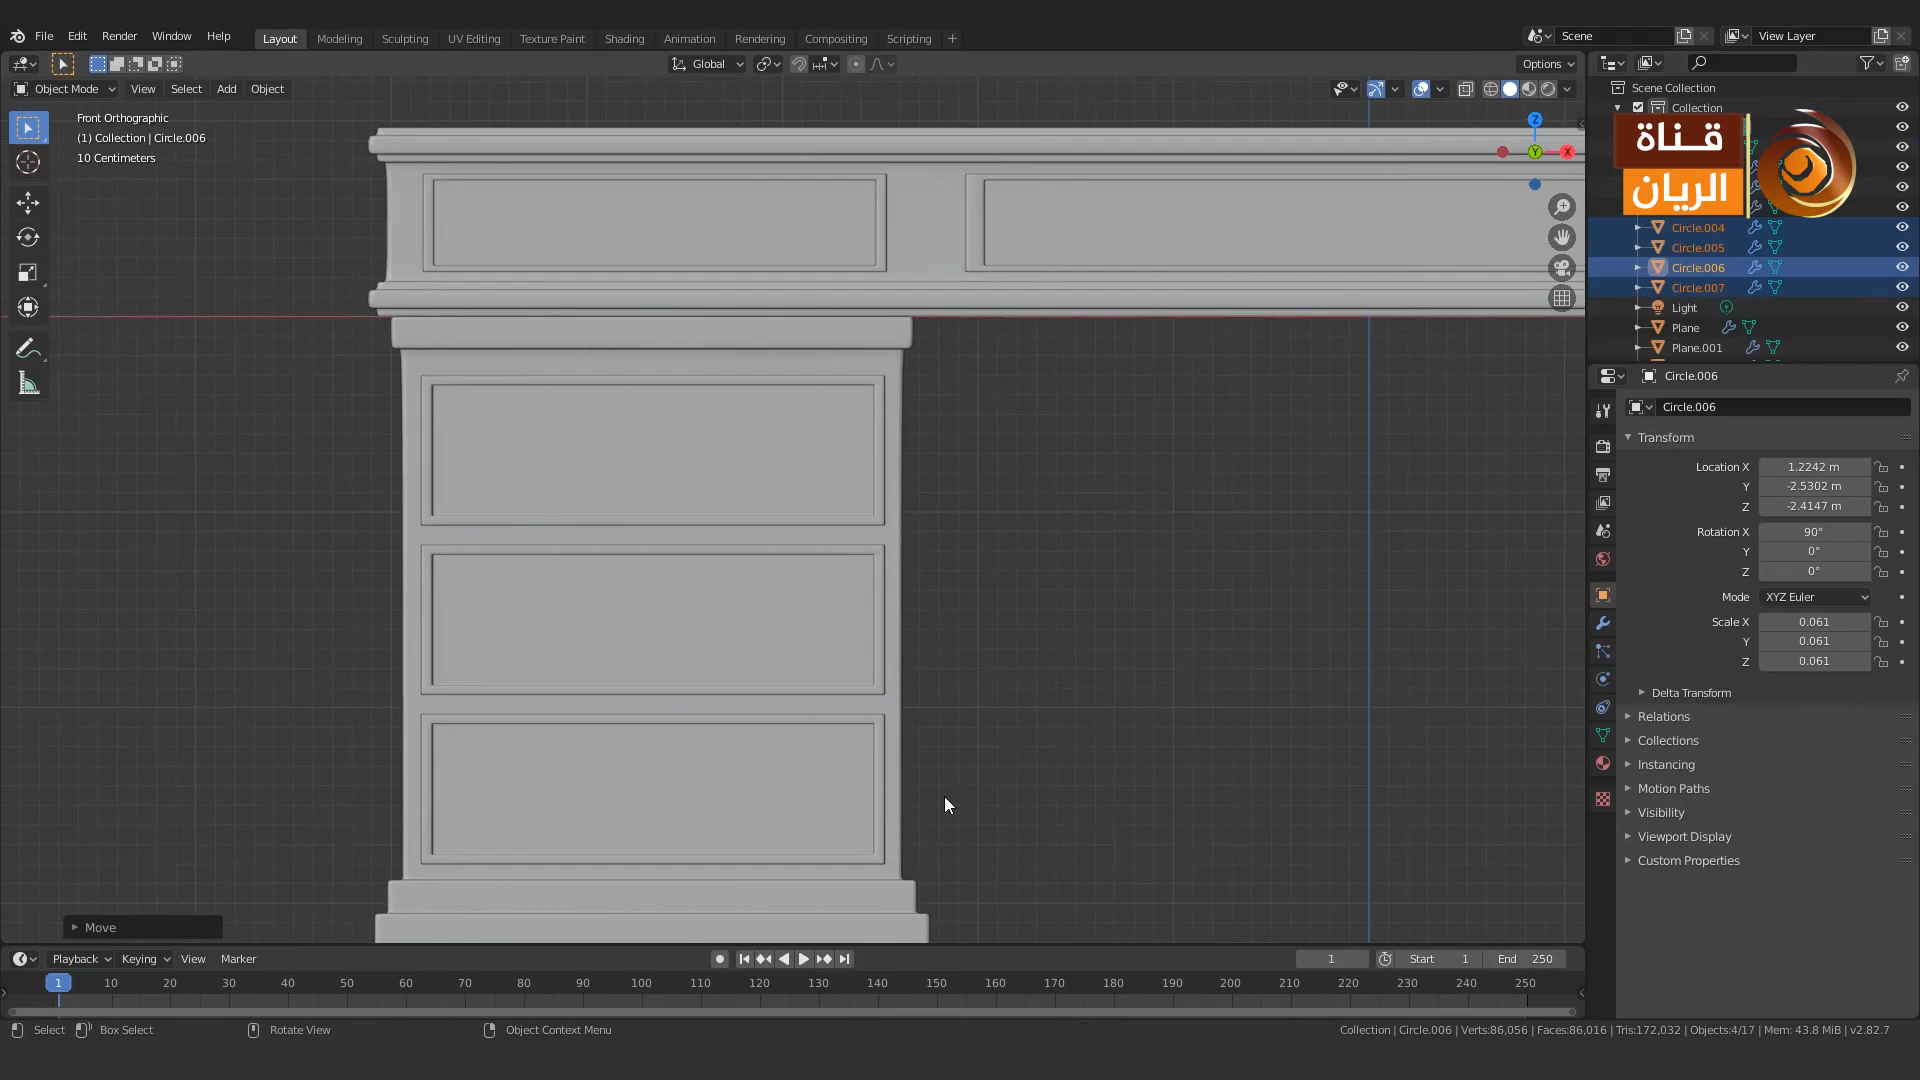 File Edit Render Window Help
Layout Modeling Sculpting UV Editing Texture Paint Shading Animation Rendering Compositing Scripting +
Scene
View Layer
Global
Options
Object Mode View Select Add Object
Front Orthographic
(1) Collection | Circle.006
10 Centimeters
Z
Y
X
Scene Collection
Collection
قناة
الريان
Circle.004
Circle.005
Circle.006
Circle.007
Light
Plane
Plane.001
Circle.006
Circle.006
Transform
Location X 1.2242 m
Y -2.5302 m
Z -2.4147 m
Rotation X 90°
Y 0°
Z 0°
Mode XYZ Euler
Scale X 0.061
Y 0.061
Z 0.061
Delta Transform
Relations
Collections
Instancing
Motion Paths
Visibility
Viewport Display
Custom Properties
Move
Playback Keying View Marker
1 Start 1 End 250
1 10 20 30 40 50 60 70 80 90 100 110 120 130 140 150 160 170 180 190 200 210 220 230 240 250
Select Box Select Rotate View Object Context Menu
Collection | Circle.006 | Verts:86,056 | Faces:86,016 | Tris:172,032 | Objects:4/17 | Mem: 43.8 MiB | v2.82.7